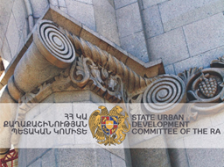 ՀՀ ԿԱ
ՔԱՂԱՔԱՇԻՆՈՒԹՅԱՆ
ՊԵՏԱԿԱՆ ԿՈՄԻՏԵ
STATE URBAN
DEVELOPMENT
COMMITTEE OF THE RA